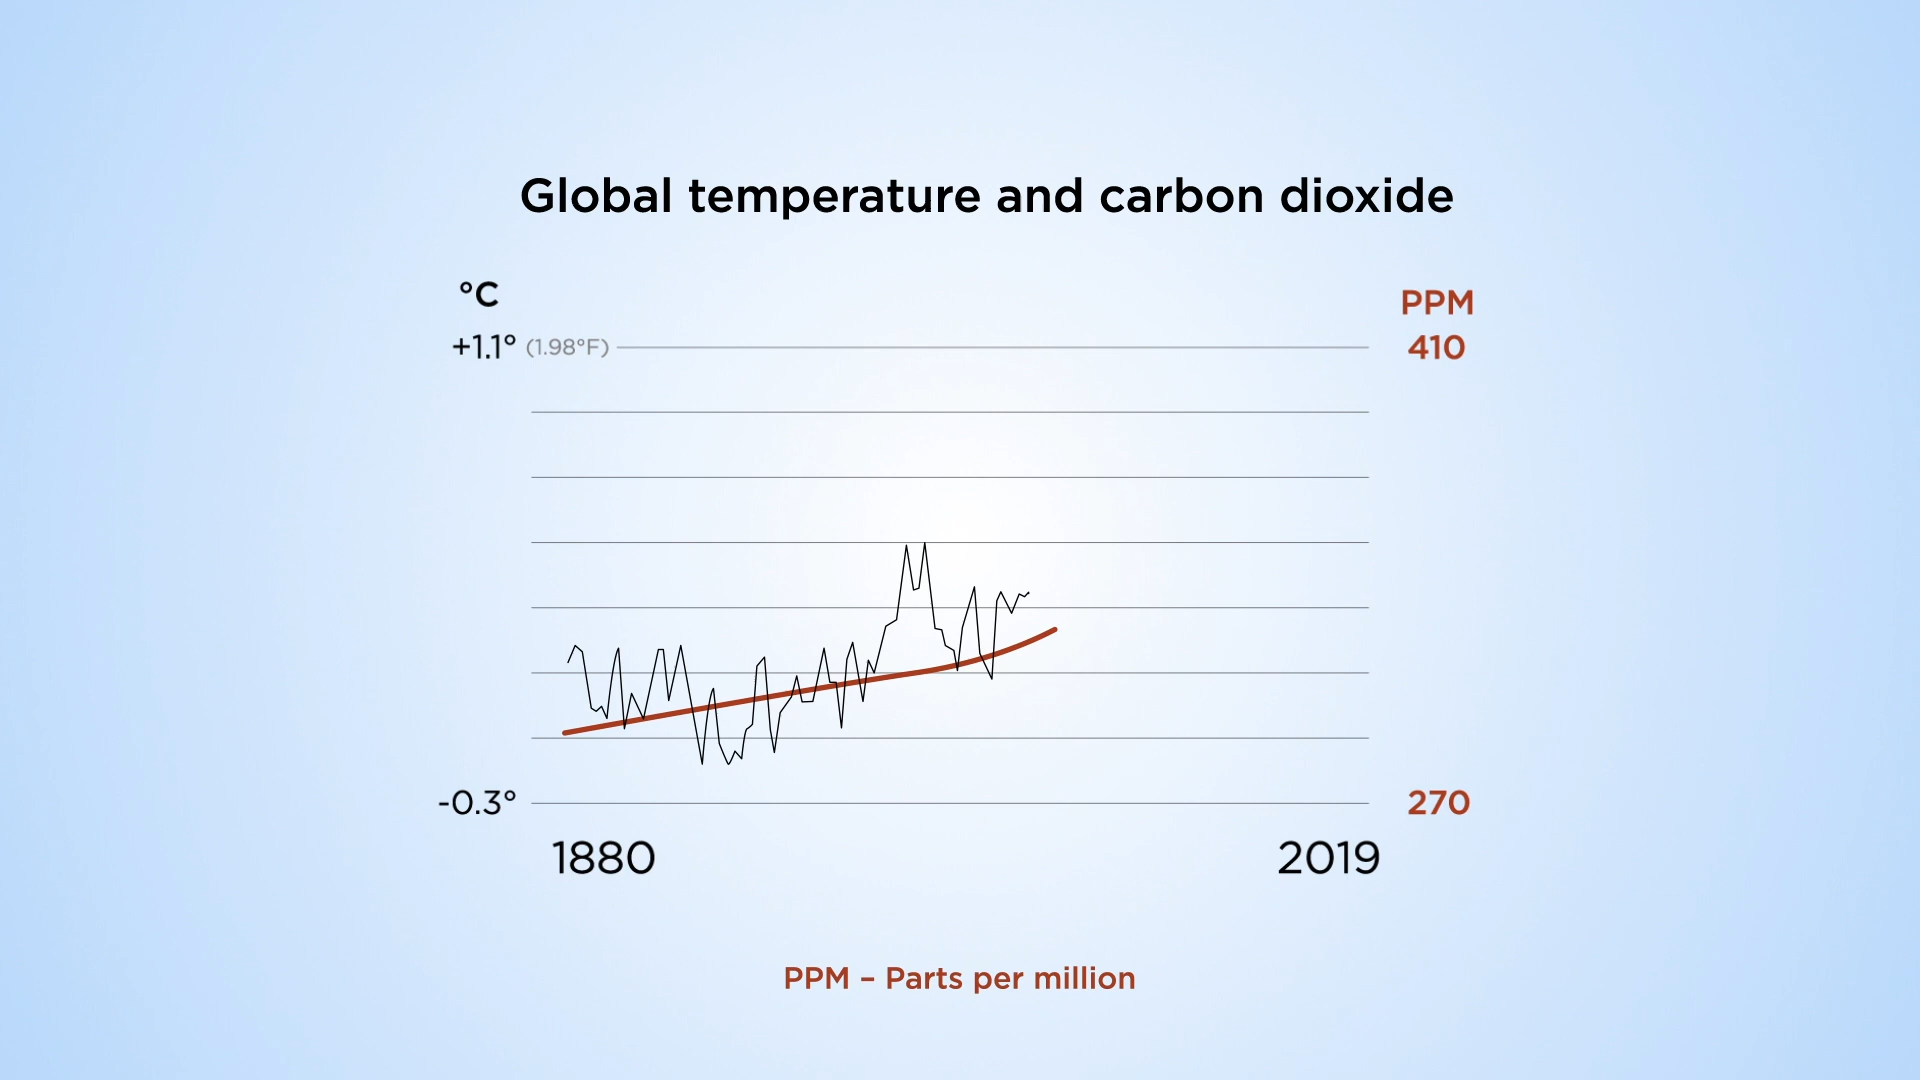 Global temperature and carbon dioxide
°C
PPM
+1.1° (1.98°F)
410
-0.3°
270
1880
2019
PPM – Parts per million